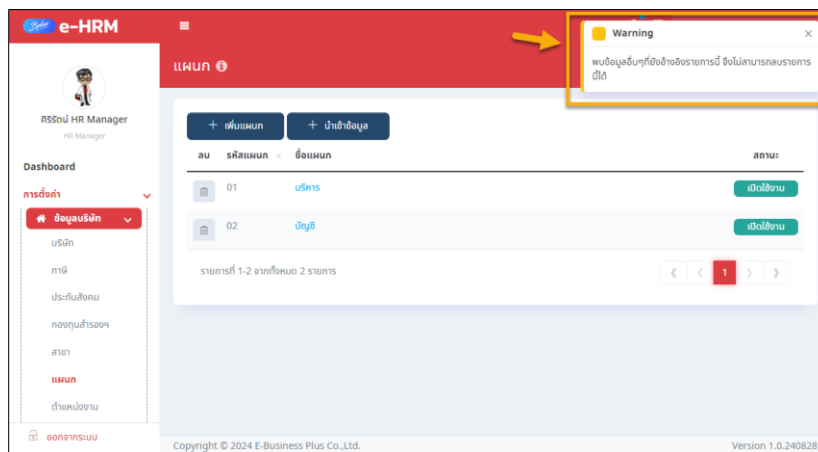 Bplus e-HRM
Warning
พบข้อมูลอื่นๆที่ยังอ้างอิงรายการนี้ จึงไม่สามารถลบรายการ
นี้ได้
แผนก
ศิริรัตน์ HR Manager
HR Manager
เพิ่มแผนก
นำเข้าข้อมูล
ลบ รหัสแผนก ชื่อแผนก สถานะ
01 บริหาร เปิดใช้งาน
02 บัญชี เปิดใช้งาน
รายการที่ 1-2 จากทั้งหมด 2 รายการ
1
Dashboard
การตั้งค่า
ข้อมูลบริษัท
บริษัท
ภาษี
ประกันสังคม
กองทุนสำรองฯ
สาขา
แผนก
ตำแหน่งงาน
ออกจากระบบ
Copyright © 2024 E-Business Plus Co.,Ltd.
Version 1.0.240828